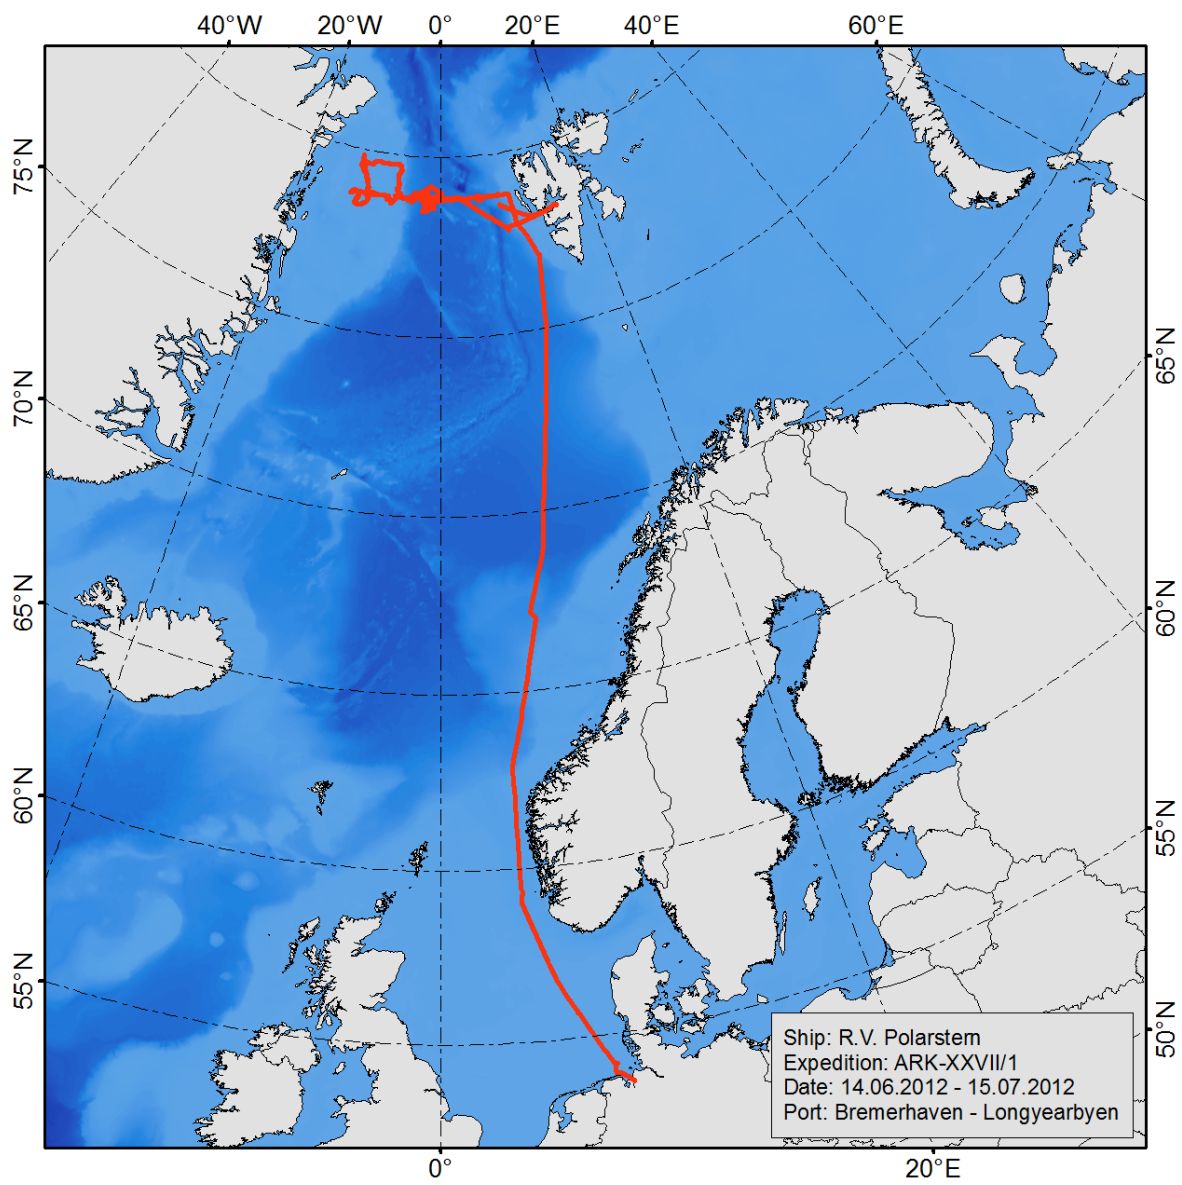 40°W 20°W 0° 20°E 40°E 60°E
75°N
70°N
65°N
60°N
55°N
65°N
60°N
55°N
50°N
Ship: R.V. Polarstern
Expedition: ARK-XXVII/1
Date: 14.06.2012 - 15.07.2012
Port: Bremerhaven - Longyearbyen
0° 20°E